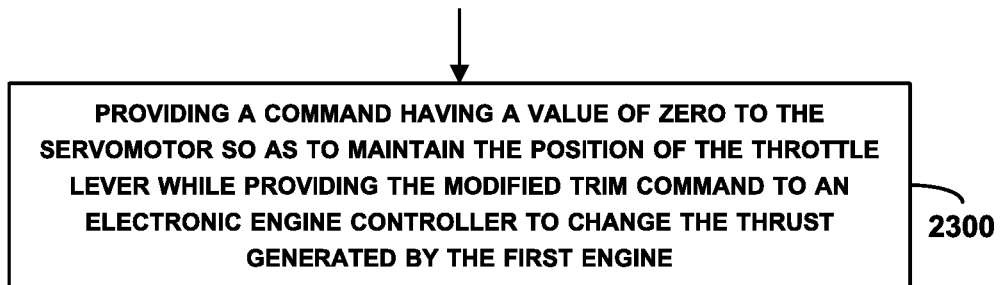 PROVIDING A COMMAND HAVING A VALUE OF ZERO TO THE
SERVOMOTOR SO AS TO MAINTAIN THE POSITION OF THE THROTTLE
LEVER WHILE PROVIDING THE MODIFIED TRIM COMMAND TO AN
ELECTRONIC ENGINE CONTROLLER TO CHANGE THE THRUST
GENERATED BY THE FIRST ENGINE
2300